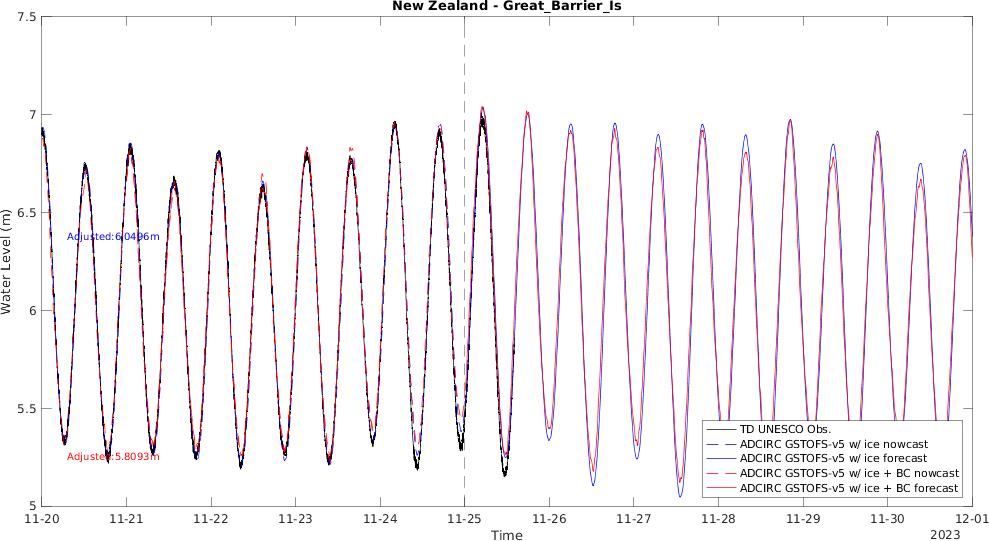 New Zealand - Great_Barrier_Is
7.5
7
6.5
6
5.5
5
Water Level (m)
Adjusted:6.0496m
Adjusted:5.8093m
TD UNESCO Obs.
ADCIRC GSTOFS-v5 w/ ice nowcast
ADCIRC GSTOFS-v5 w/ ice forecast
ADCIRC GSTOFS-v5 w/ ice + BC nowcast
ADCIRC GSTOFS-v5 w/ ice + BC forecast
11-20 11-21 11-22 11-23 11-24 11-25 11-26 11-27 11-28 11-29 11-30 12-01
Time
2023